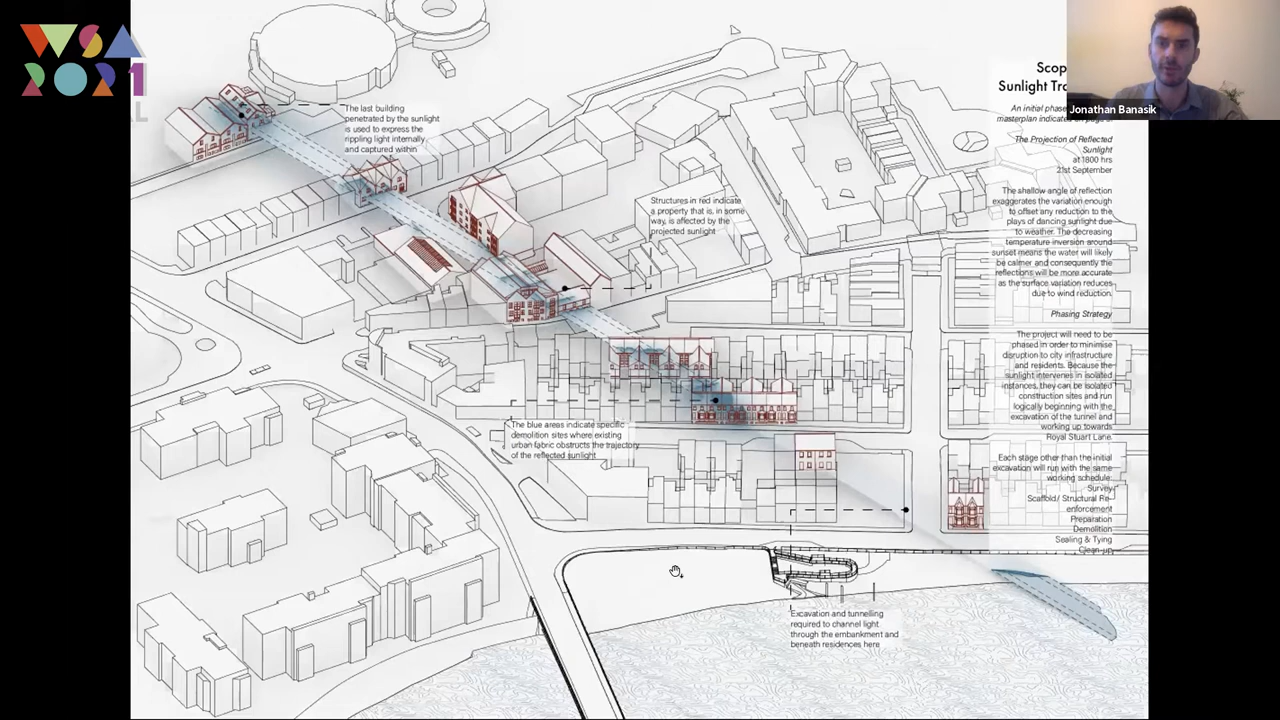 WSA
2021
AL
Jonathan Banasik
The last building
penetrated by the sunlight
is used to express the
rippling light internally
and captured within
Structures in red indicate
a property that is, in some
way, is affected by the
projected sunlight
The blue areas indicate specific
demolition sites where existing
urban fabric obstructs the trajectory
of the reflected sunlight
Excavation and tunnelling
required to channel light
through the embankment and
beneath residences here
Scop
Sunlight Tr
An initial phase
masterplan indicated on page
The Projection of Reflected
Sunlight
at 1800 hrs
21st September
The shallow angle of reflection
exaggerates the variation enough
to offset any reduction to the
plays of dancing sunlight due
to weather. The decreasing
temperature inversion around
sunset means the water will likely
be calmer and consequently the
reflections will be more accurate
as the surface variation reduces
due to wind reduction.
Phasing Strategy
The project will need to be
phased in order to minimise
disruption to city infrastructure
and residents. Because the
sunlight intervenes in isolated
instances, they can be isolated
construction sites and run
logically beginning with the
excavation of the tunnel and
working up towards
Royal Stuart Lane.
Each stage other than the initial
excavation will run with the same
working schedule:
Survey
Scaffold/ Structural Re-
enforcement
Preparation
Demolition
Sealing & Tying
Clean-up